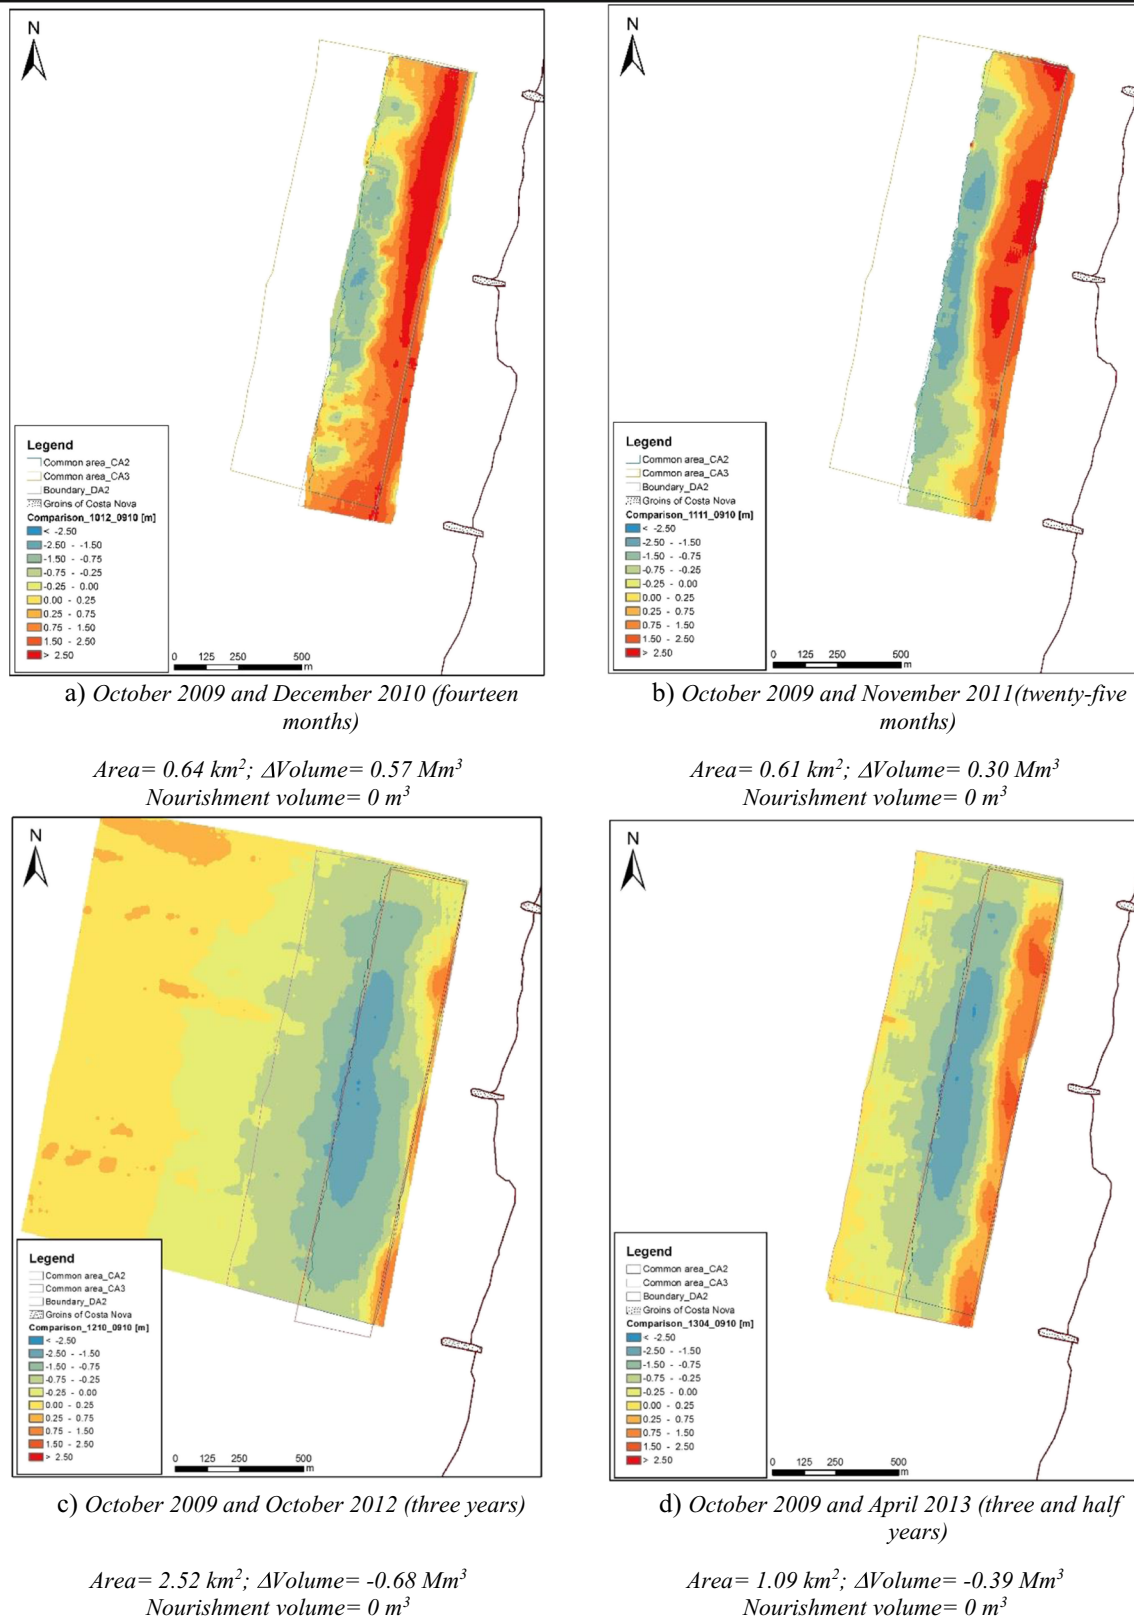 N
Legend
Common area_CA2
Common area_CA3
Boundary_DA2
Groins of Costa Nova
Comparison_1012_0910 [m]
< -2.50
-2.50 - -1.50
-1.50 - -0.75
-0.75 - -0.25
-0.25 - 0.00
0.00 - 0.25
0.25 - 0.75
0.75 - 1.50
1.50 - 2.50
> 2.50
0 125 250 500
m
a) October 2009 and December 2010 (fourteen
months)
Area= 0.64 km²; ΔVolume= 0.57 Mm³
Nourishment volume= 0 m³
N
Legend
Common area_CA2
Common area_CA3
Boundary_DA2
Groins of Costa Nova
Comparison_1111_0910 [m]
< -2.50
-2.50 - -1.50
-1.50 - -0.75
-0.75 - -0.25
-0.25 - 0.00
0.00 - 0.25
0.25 - 0.75
0.75 - 1.50
1.50 - 2.50
> 2.50
0 125 250 500
m
b) October 2009 and November 2011(twenty-five
months)
Area= 0.61 km²; ΔVolume= 0.30 Mm³
Nourishment volume= 0 m³
N
Legend
Common area_CA2
Common area_CA3
Boundary_DA2
Groins of Costa Nova
Comparison_1210_0910 [m]
< -2.50
-2.50 - -1.50
-1.50 - -0.75
-0.75 - -0.25
-0.25 - 0.00
0.00 - 0.25
0.25 - 0.75
0.75 - 1.50
1.50 - 2.50
> 2.50
0 125 250 500
m
c) October 2009 and October 2012 (three years)
Area= 2.52 km²; ΔVolume= -0.68 Mm³
Nourishment volume= 0 m³
N
Legend
Common area_CA2
Common area_CA3
Boundary_DA2
Groins of Costa Nova
Comparison_1304_0910 [m]
< -2.50
-2.50 - -1.50
-1.50 - -0.75
-0.75 - -0.25
-0.25 - 0.00
0.00 - 0.25
0.25 - 0.75
0.75 - 1.50
1.50 - 2.50
> 2.50
0 125 250 500
m
d) October 2009 and April 2013 (three and half
years)
Area= 1.09 km²; ΔVolume= -0.39 Mm³
Nourishment volume= 0 m³